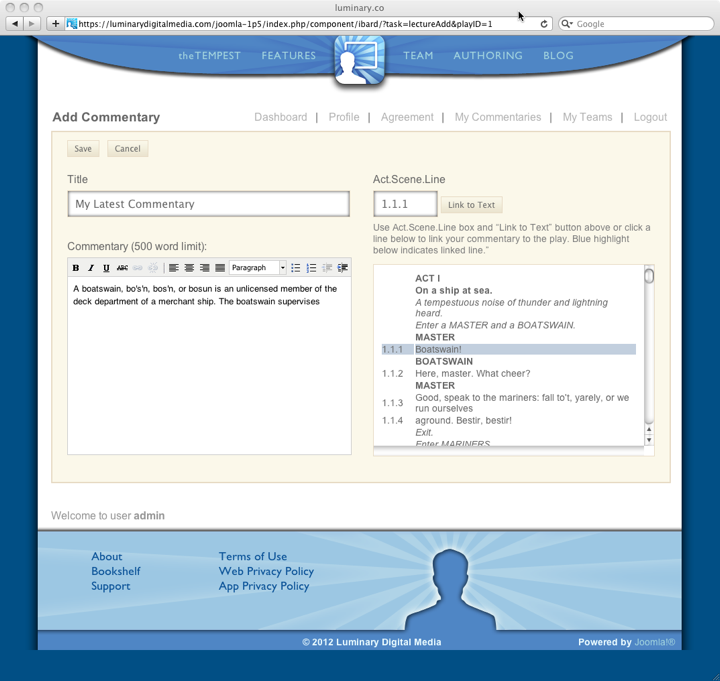 luminary.co
https://luminarydigitalmedia.com/joomla-1p5/index.php/component/ibard/?task=lectureAdd&playID=1
Google
theTEMPEST FEATURES TEAM AUTHORING BLOG
Add Commentary
Dashboard | Profile | Agreement | My Commentaries | My Teams | Logout
Save Cancel
Title
My Latest Commentary
Commentary (500 word limit):
B I U ABC Paragraph
A boatswain, bo's'n, bos'n, or bosun is an unlicensed member of the
deck department of a merchant ship. The boatswain supervises
Act.Scene.Line
1.1.1 Link to Text
Use Act.Scene.Line box and "Link to Text" button above or click a
line below to link your commentary to the play. Blue highlight
below indicates linked line."
ACT I
On a ship at sea.
A tempestuous noise of thunder and lightning
heard.
Enter a MASTER and a BOATSWAIN.
MASTER
1.1.1 Boatswain!
BOATSWAIN
1.1.2 Here, master. What cheer?
MASTER
1.1.3 Good, speak to the mariners: fall to't, yarely, or we
run ourselves
1.1.4 aground. Bestir, bestir!
Exit.
Enter MARINERS
Welcome to user admin
About
Bookshelf
Support
Terms of Use
Web Privacy Policy
App Privacy Policy
© 2012 Luminary Digital Media
Powered by Joomla!®